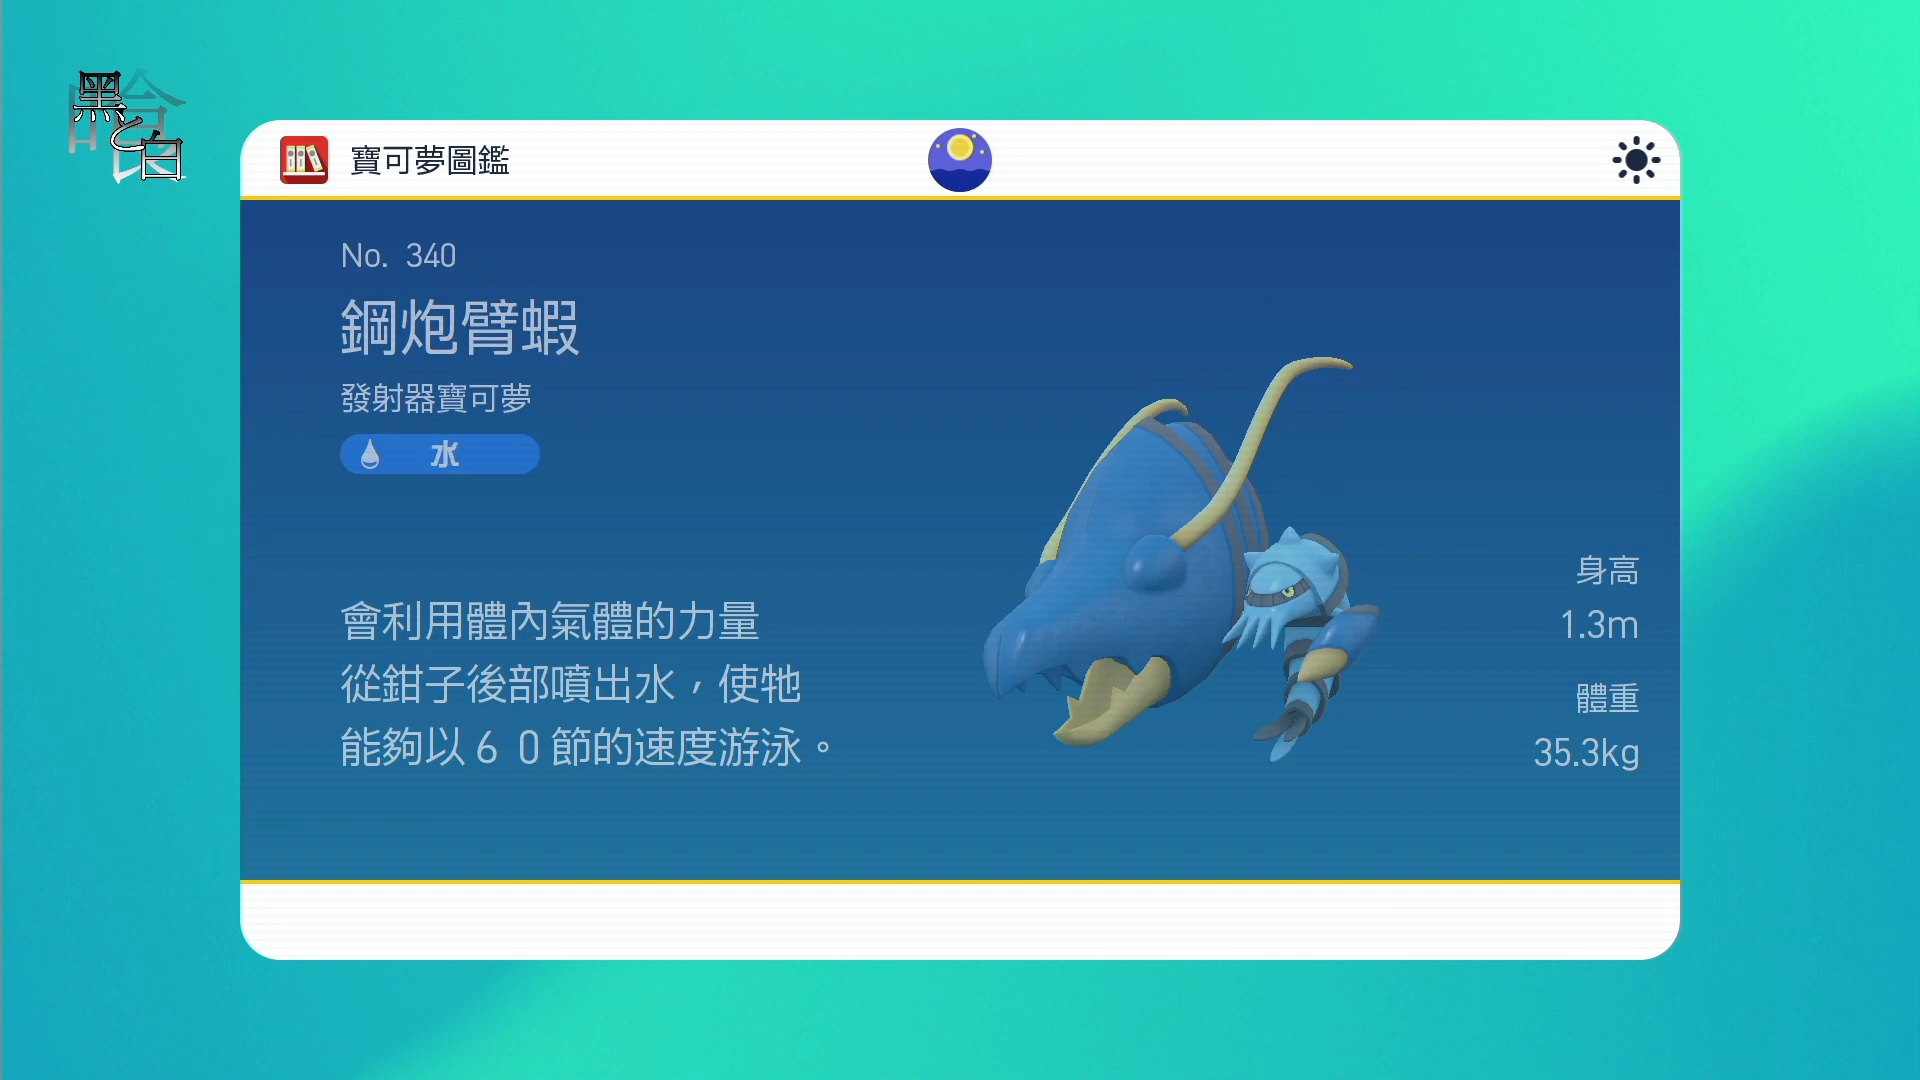 黑と白
寶可夢圖鑑
No. 340
鋼炮臂蝦
發射器寶可夢
水
會利用體內氣體的力量
從鉗子後部噴出水，使牠
能夠以６０節的速度游泳。
身高
1.3m
體重
35.3kg